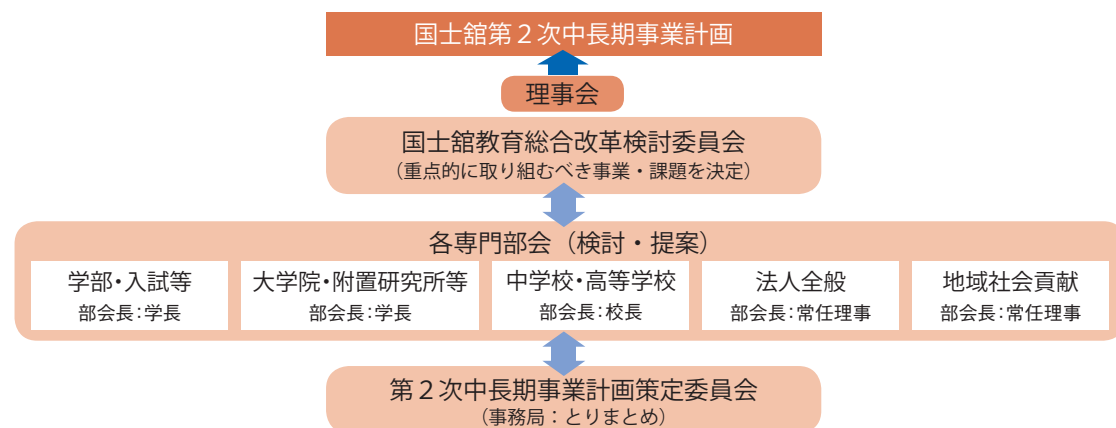 国士舘第２次中長期事業計画
理事会
国士舘教育総合改革検討委員会
（重点的に取り組むべき事業・課題を決定）
各専門部会（検討・提案）
学部・入試等
部会長：学長
大学院・附置研究所等
部会長：学長
中学校・高等学校
部会長：校長
法人全般
部会長：常任理事
地域社会貢献
部会長：常任理事
第２次中長期事業計画策定委員会
（事務局：とりまとめ）